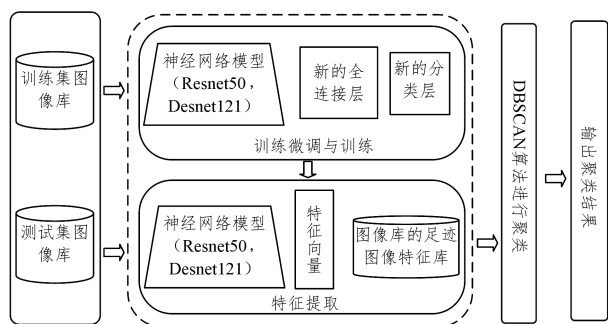 训练集图
像库
神经网络模型
（Resnet50，
Desnet121）
新的全
连接层
新的分
类层
训练微调与训练
测试集图
像库
神经网络模型
（Resnet50，
Desnet121）
特征向量
图像库的足迹
图像特征库
特征提取
DBSCAN算法进行聚类
输出聚类结果